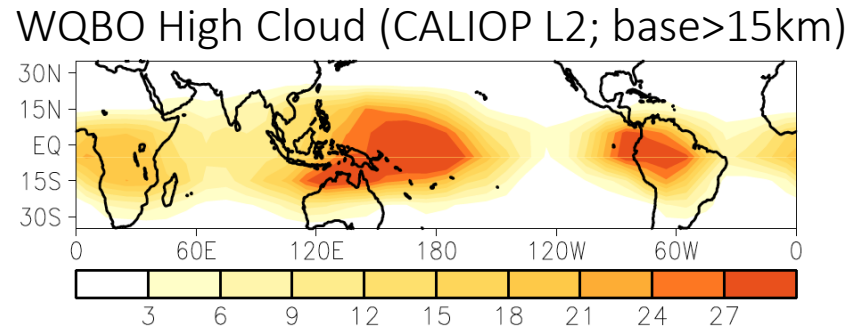 WQBO High Cloud (CALIOP L2; base>15km)
30N
15N
EQ
15S
30S
0 60E 120E 180 120W 60W 0
3 6 9 12 15 18 21 24 27